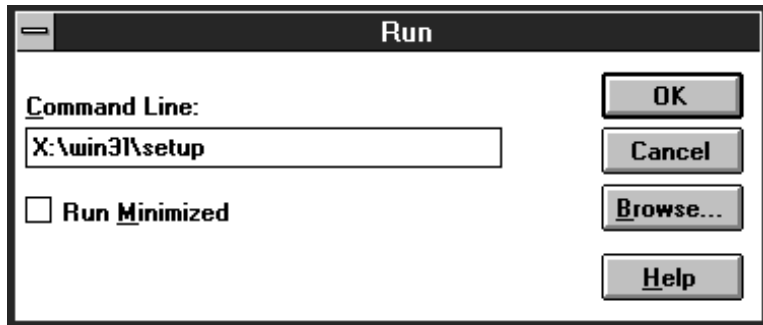 Run
Command Line:
X:\win31\setup
Run Minimized
OK
Cancel
Browse...
Help